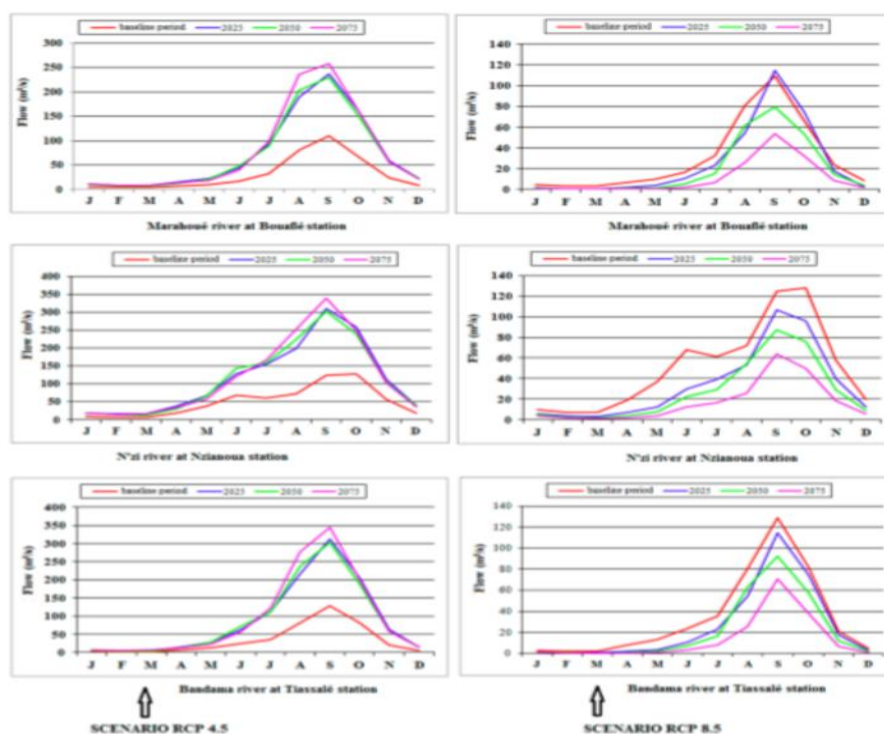 baseline period 2025 2050 2075
300
250
200
150
100
50
0
Flow (m³/s)
J F M A M J J A S O N D
Marahoué river at Bouaflé station
baseline period 2025 2050 2075
140
120
100
80
60
40
20
0
Flow (m³/s)
J F M A M J J A S O N D
Marahoué river at Bouaflé station
baseline period 2025 2050 2075
400
350
300
250
200
150
100
50
0
Flow (m³/s)
J F M A M J J A S O N D
N'zi river at Nzianoua station
baseline period 2025 2050 2075
140
120
100
80
60
40
20
0
Flow (m³/s)
J F M A M J J A S O N D
N'zi river at Nzianoua station
baseline period 2025 2050 2075
400
350
300
250
200
150
100
50
0
Flow (m³/s)
J F M A M J J A S O N D
Bandama river at Tiassalé station
baseline period 2025 2050 2075
140
120
100
80
60
40
20
0
Flow (m³/s)
J F M A M J J A S O N D
Bandama river at Tiassalé station
SCENARIO RCP 4.5
SCENARIO RCP 8.5